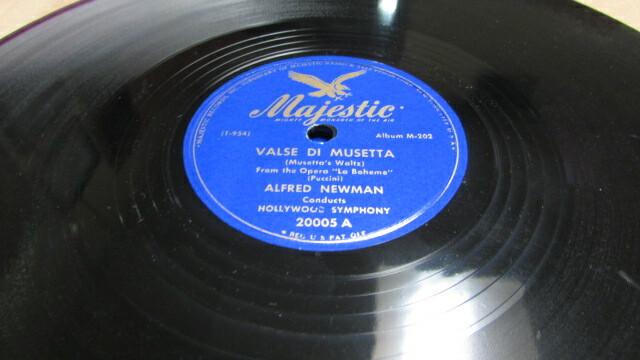 Majestic
MIGHTY MONARCH OF THE AIR
(T-954)
Album M-202
VALSE DI MUSETTA
(Musetta's Waltz)
From the Opera "La Boheme"
(Puccini)
ALFRED NEWMAN
Conducts
HOLLYWOOD SYMPHONY
20005 A
REG U S PAT OFF